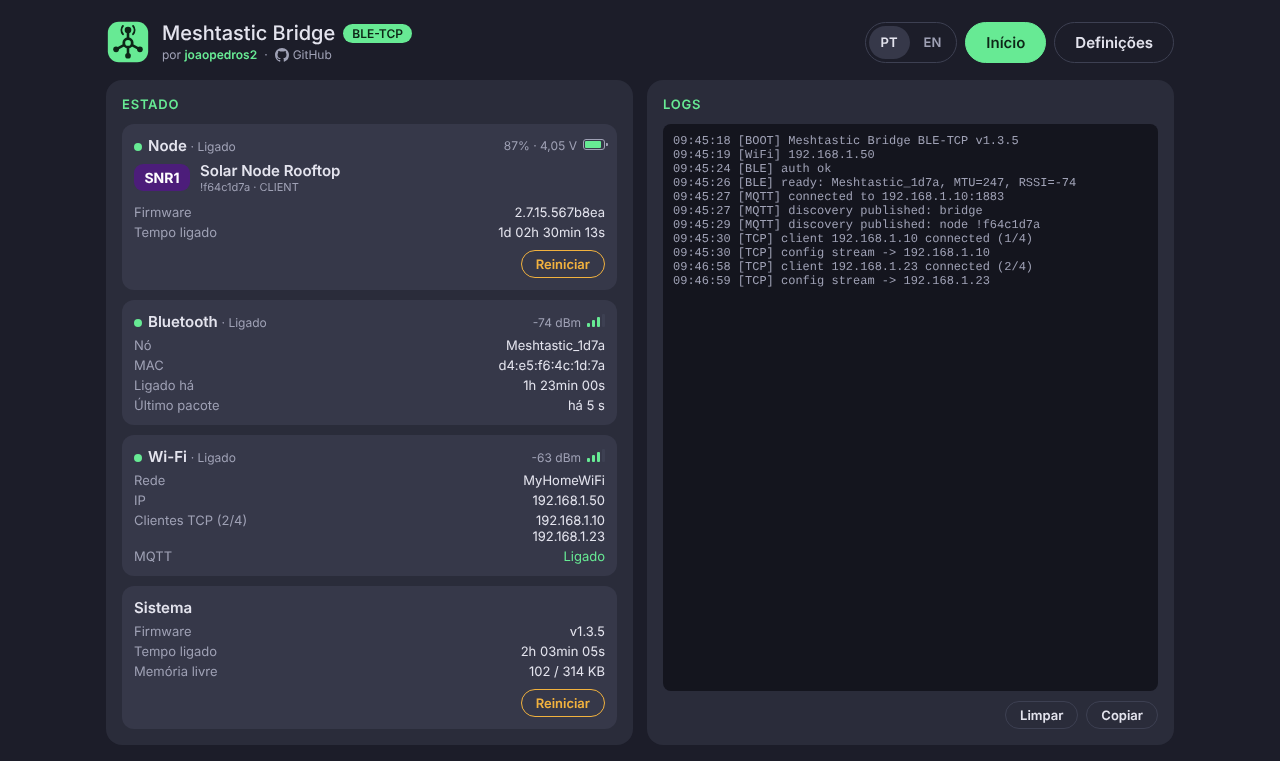 Meshtastic Bridge BLE-TCP
por joaopedros2 · GitHub
PT EN
Início
Definições
ESTADO
Node · Ligado
87% · 4,05 V
SNR1
Solar Node Rooftop
!f64c1d7a · CLIENT
Firmware 2.7.15.567b8ea
Tempo ligado 1d 02h 30min 13s
Reiniciar
Bluetooth · Ligado
-74 dBm
Nó Meshtastic_1d7a
MAC d4:e5:f6:4c:1d:7a
Ligado há 1h 23min 00s
Último pacote há 5 s
Wi-Fi · Ligado
-63 dBm
Rede MyHomeWiFi
IP 192.168.1.50
Clientes TCP (2/4) 192.168.1.10
192.168.1.23
MQTT Ligado
Sistema
Firmware v1.3.5
Tempo ligado 2h 03min 05s
Memória livre 102 / 314 KB
Reiniciar
LOGS
09:45:18 [BOOT] Meshtastic Bridge BLE-TCP v1.3.5
09:45:19 [WiFi] 192.168.1.50
09:45:24 [BLE] auth ok
09:45:26 [BLE] ready: Meshtastic_1d7a, MTU=247, RSSI=-74
09:45:27 [MQTT] connected to 192.168.1.10:1883
09:45:27 [MQTT] discovery published: bridge
09:45:29 [MQTT] discovery published: node !f64c1d7a
09:45:30 [TCP] client 192.168.1.10 connected (1/4)
09:45:30 [TCP] config stream -> 192.168.1.10
09:46:58 [TCP] client 192.168.1.23 connected (2/4)
09:46:59 [TCP] config stream -> 192.168.1.23
Limpar
Copiar